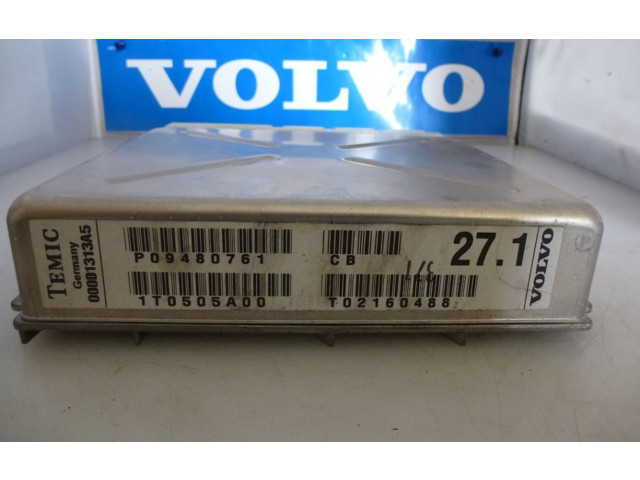 VOLVO
TEMIC
Germany
00001313A5
P09480761
CB
27.1
VOLVO
1T0505A00
T02160488